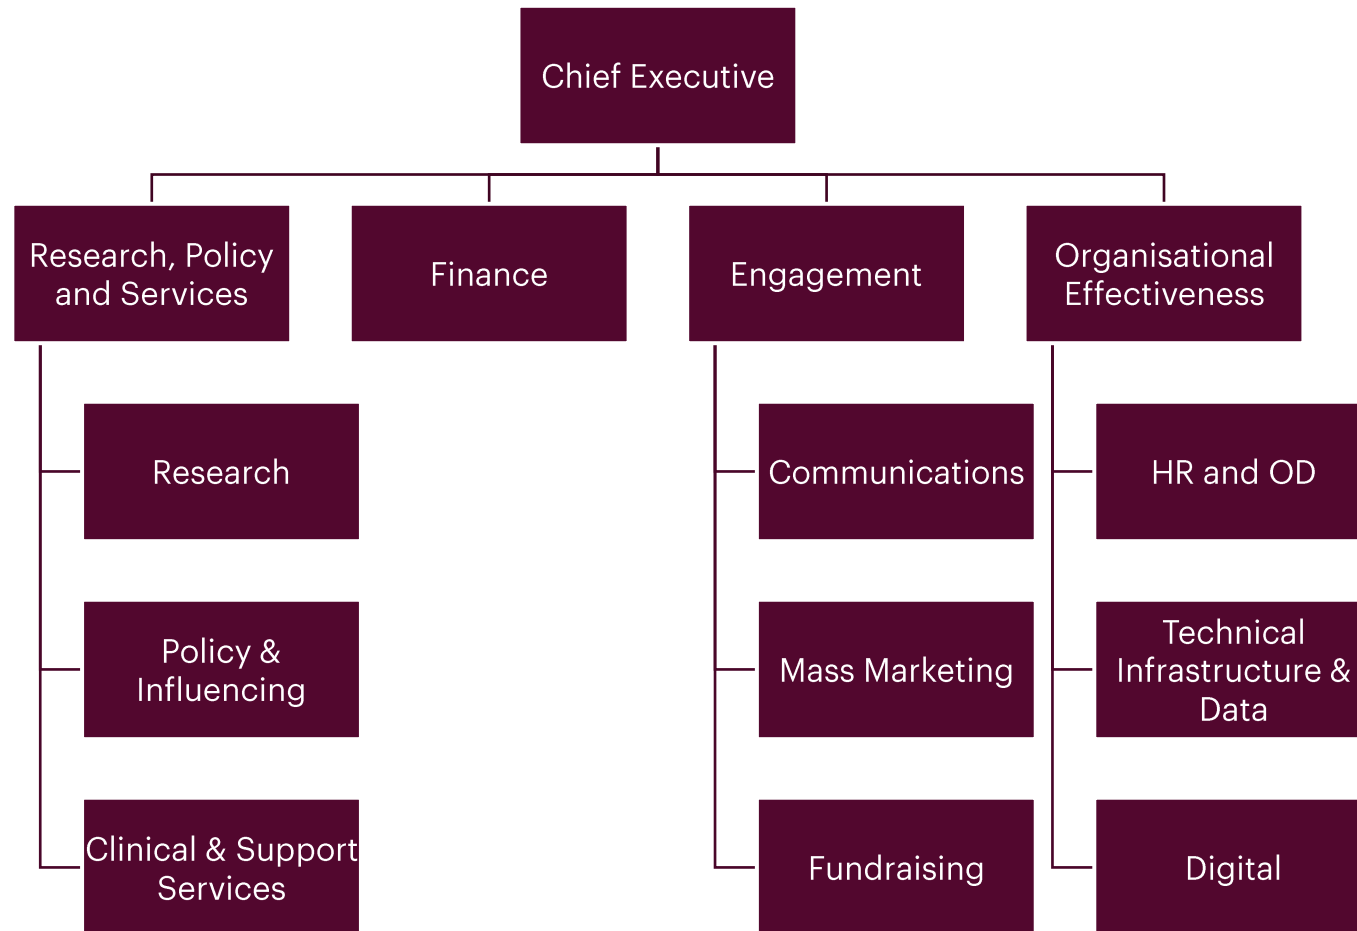 Chief Executive
Research, Policy
and Services
Finance
Engagement
Organisational
Effectiveness
Research
Communications
HR and OD
Policy &
Influencing
Mass Marketing
Technical
Infrastructure &
Data
Clinical & Support
Services
Fundraising
Digital